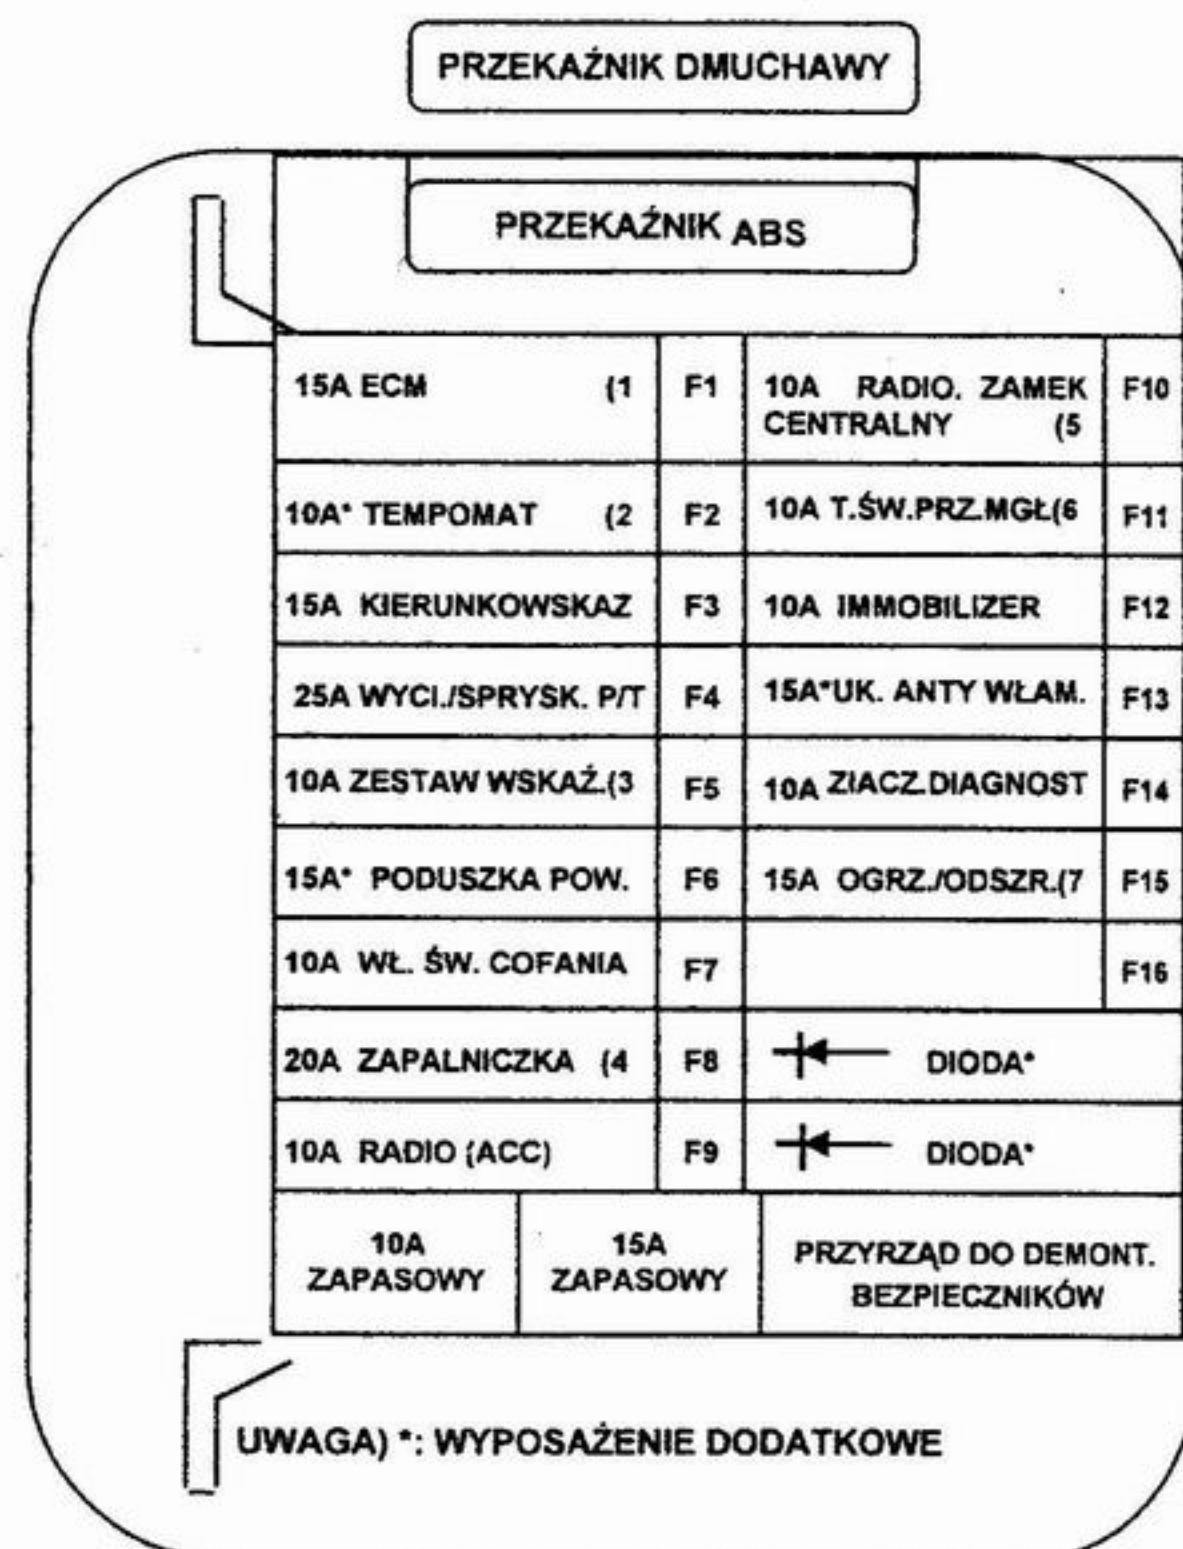 PRZEKAŹNIK DMUCHAWY
PRZEKAŹNIK ABS
15A ECM (1 F1
10A RADIO. ZAMEK
CENTRALNY (5 F10
10A* TEMPOMAT (2 F2
10A T.ŚW.PRZ.MGŁ(6 F11
15A KIERUNKOWSKAZ F3
10A IMMOBILIZER F12
25A WYCI./SPRYSK. P/T F4
15A*UK. ANTY WŁAM. F13
10A ZESTAW WSKAŹ.(3 F5
10A ZIACZ.DIAGNOST F14
15A* PODUSZKA POW. F6
15A OGRZ./ODSZR.(7 F15
10A WŁ. ŚW. COFANIA F7
F16
20A ZAPALNICZKA (4 F8
DIODA*
10A RADIO (ACC) F9
DIODA*
10A
ZAPASOWY
15A
ZAPASOWY
PRZYRZĄD DO DEMONT.
BEZPIECZNIKÓW
UWAGA) *: WYPOSAŻENIE DODATKOWE